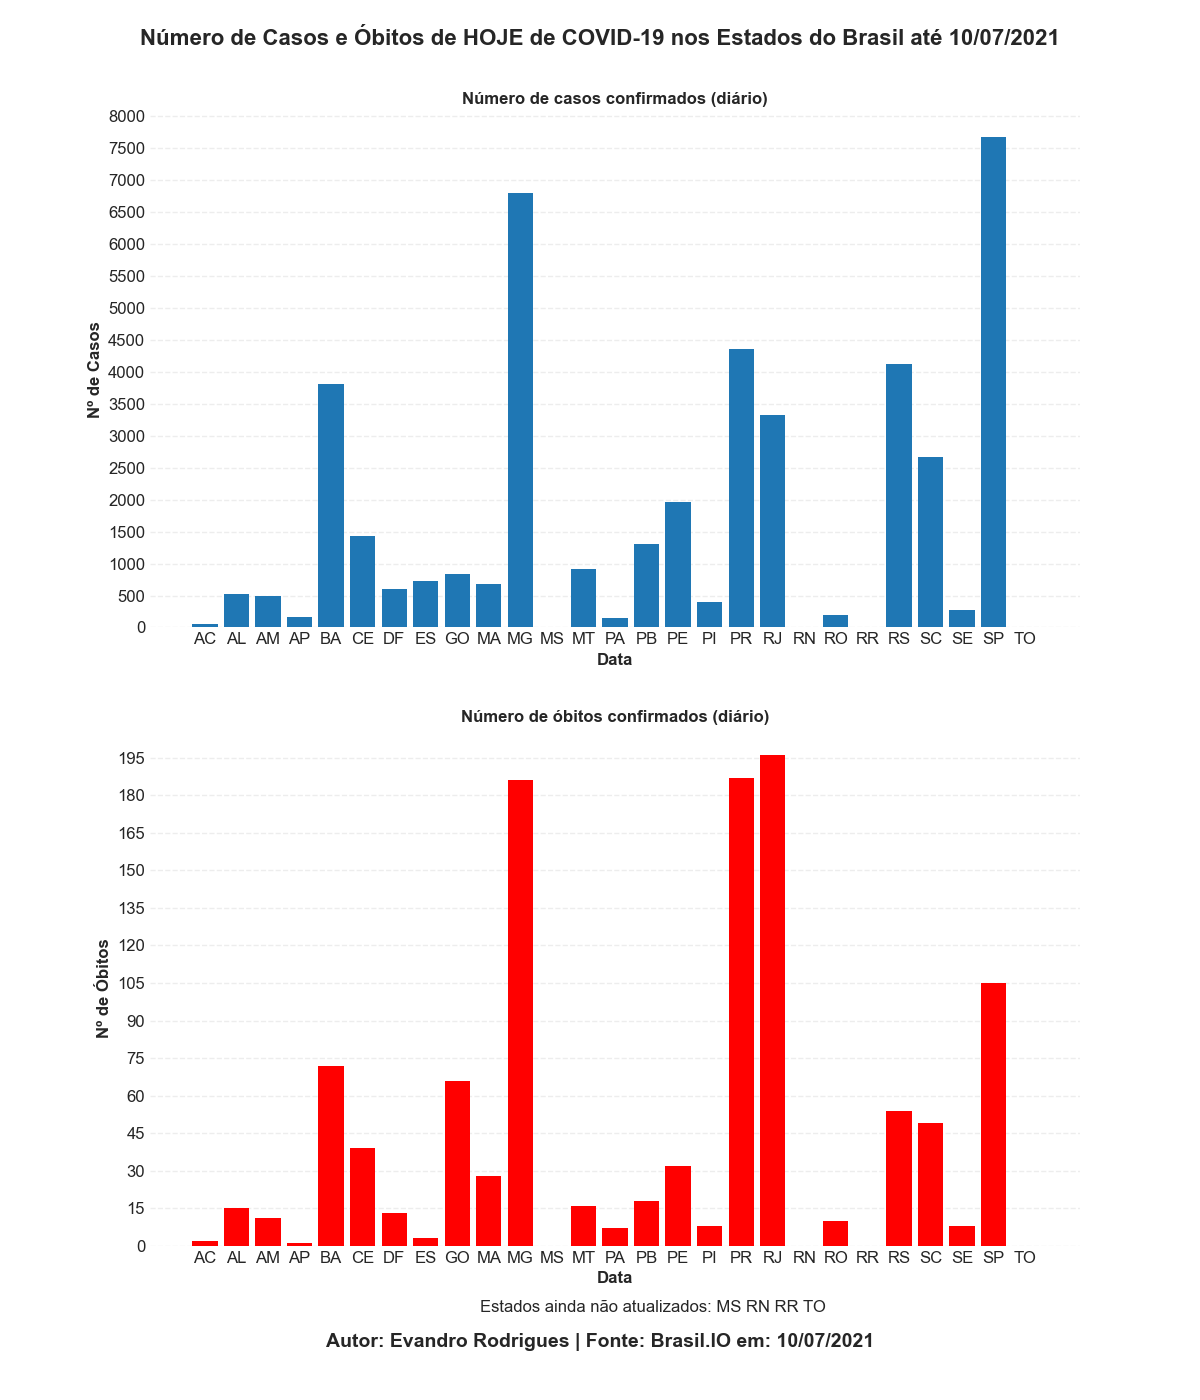 Número de Casos e Óbitos de HOJE de COVID-19 nos Estados do Brasil até 10/07/2021
Número de casos confirmados (diário)
8000
7500
7000
6500
6000
5500
5000
4500
4000
3500
3000
2500
2000
1500
1000
500
0
Nº de Casos
AC AL AM AP BA CE DF ES GO MA MG MS MT PA PB PE PI PR RJ RN RO RR RS SC SE SP TO
Data
Número de óbitos confirmados (diário)
195
180
165
150
135
120
105
90
75
60
45
30
15
0
Nº de Óbitos
AC AL AM AP BA CE DF ES GO MA MG MS MT PA PB PE PI PR RJ RN RO RR RS SC SE SP TO
Data
Estados ainda não atualizados: MS RN RR TO
Autor: Evandro Rodrigues | Fonte: Brasil.IO em: 10/07/2021